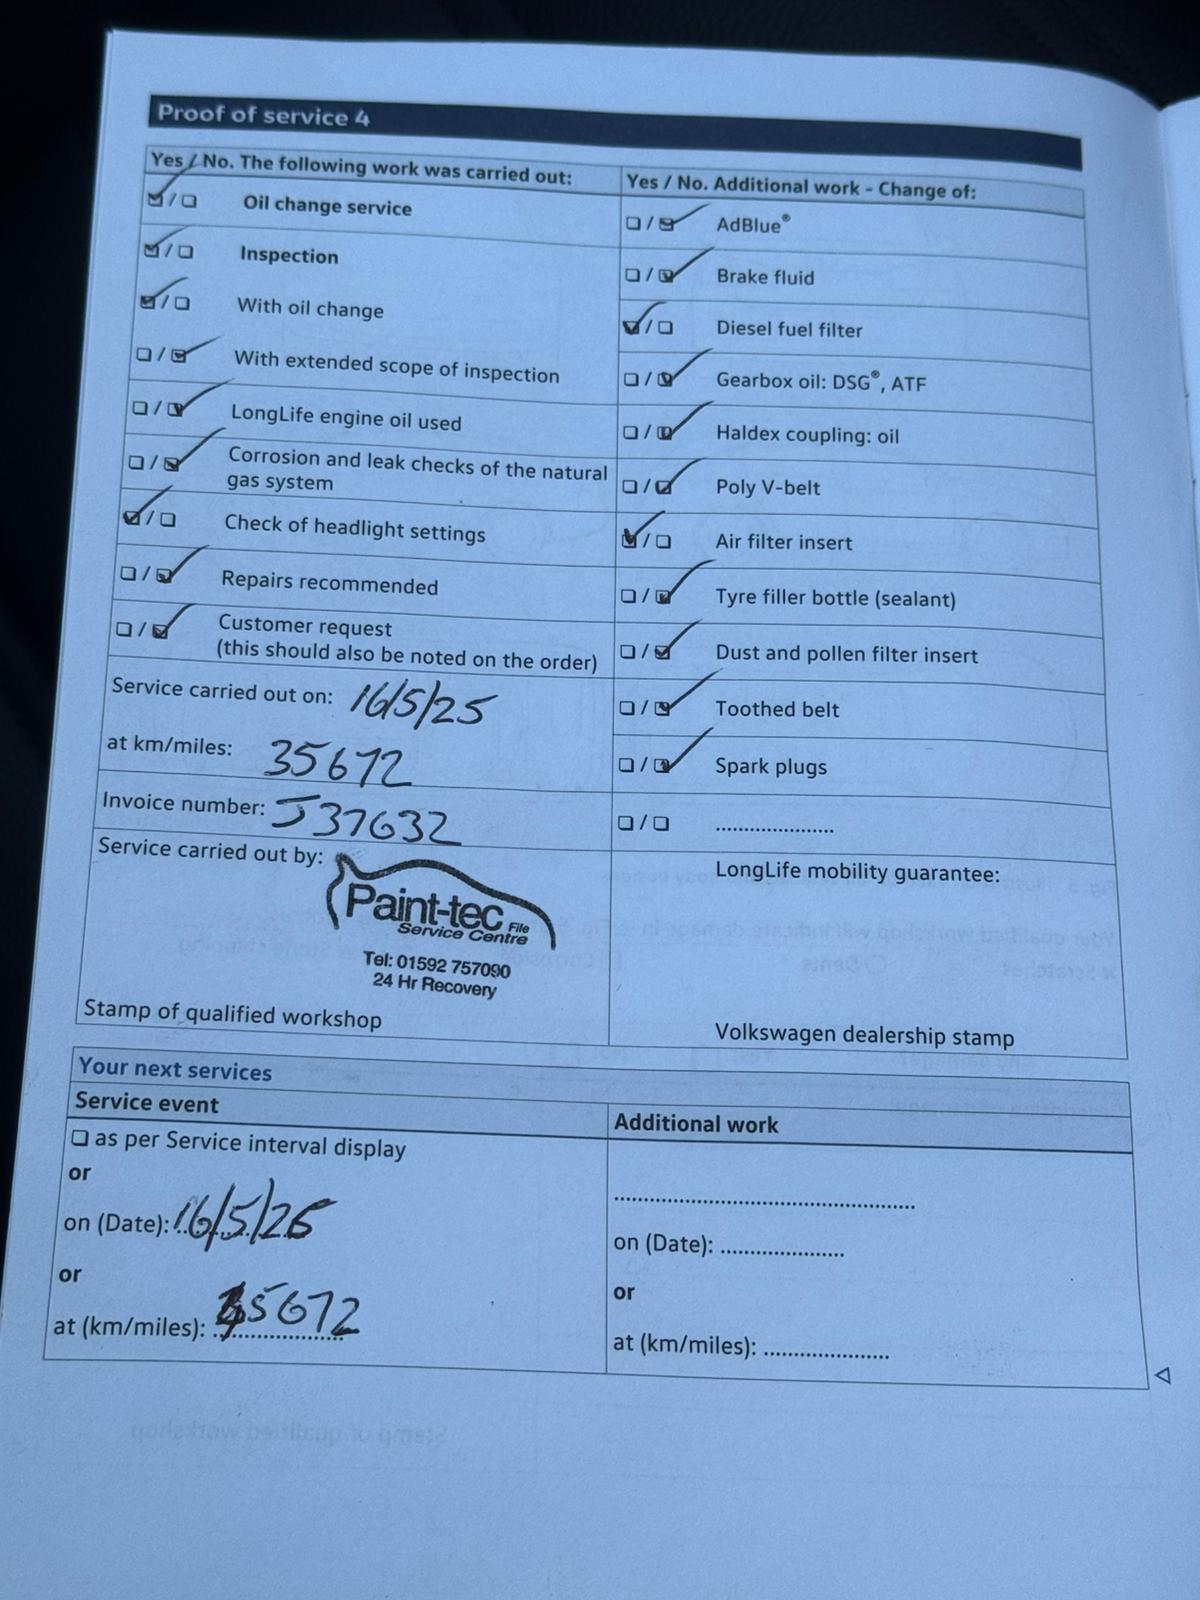 Proof of service 4
Yes / No. The following work was carried out:
☑ / ☐ Oil change service
☑ / ☐ Inspection
☑ / ☐ With oil change
☐ / ☑ With extended scope of inspection
☐ / ☑ LongLife engine oil used
☐ / ☑ Corrosion and leak checks of the natural
gas system
☑ / ☐ Check of headlight settings
☐ / ☑ Repairs recommended
☐ / ☑ Customer request
(this should also be noted on the order)
Service carried out on: 16/5/25
at km/miles: 35672
Invoice number: J37632
Service carried out by:
Paint-tec
Fife
Service Centre
Tel: 01592 757090
24 Hr Recovery
Stamp of qualified workshop
Yes / No. Additional work - Change of:
☐ / ☑ AdBlue®
☐ / ☑ Brake fluid
☑ / ☐ Diesel fuel filter
☐ / ☑ Gearbox oil: DSG®, ATF
☐ / ☑ Haldex coupling: oil
☐ / ☑ Poly V-belt
☑ / ☐ Air filter insert
☐ / ☑ Tyre filler bottle (sealant)
☐ / ☑ Dust and pollen filter insert
☐ / ☑ Toothed belt
☐ / ☑ Spark plugs
☐ / ☐ .....................
LongLife mobility guarantee:
Volkswagen dealership stamp
Your next services
Service event
☐ as per Service interval display
or
on (Date): 16/5/26
or
at (km/miles): 45672
Additional work
......................................................
on (Date): ......................
or
at (km/miles): ......................